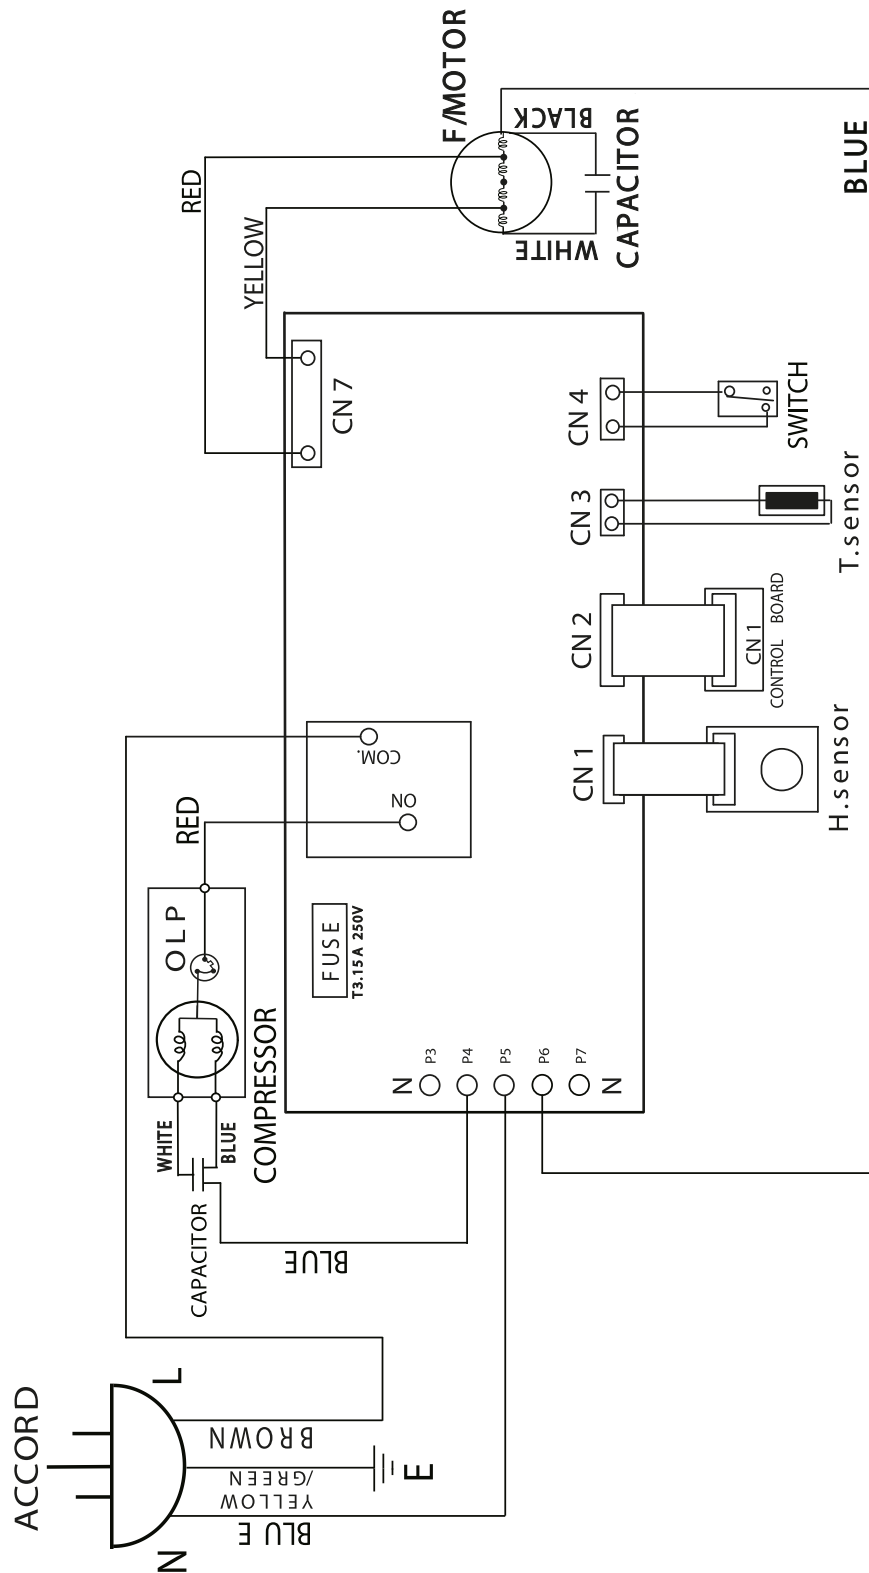 F/MOTOR
RED
YELLOW
BLACK
WHITE
CAPACITOR
BLUE
CN 7
CN 4
SWITCH
CN 3
T.sensor
CN 2
CN 1
CONTROL BOARD
CN 1
H.sensor
COM.
NO
RED
OLP
COMPRESSOR
FUSE
T3.15A 250V
N
P3
P4
P5
P6
P7
N
WHITE
BLUE
CAPACITOR
BLUE
ACCORD
L
BROWN
YELLOW
/GREEN
E
BLUE
N